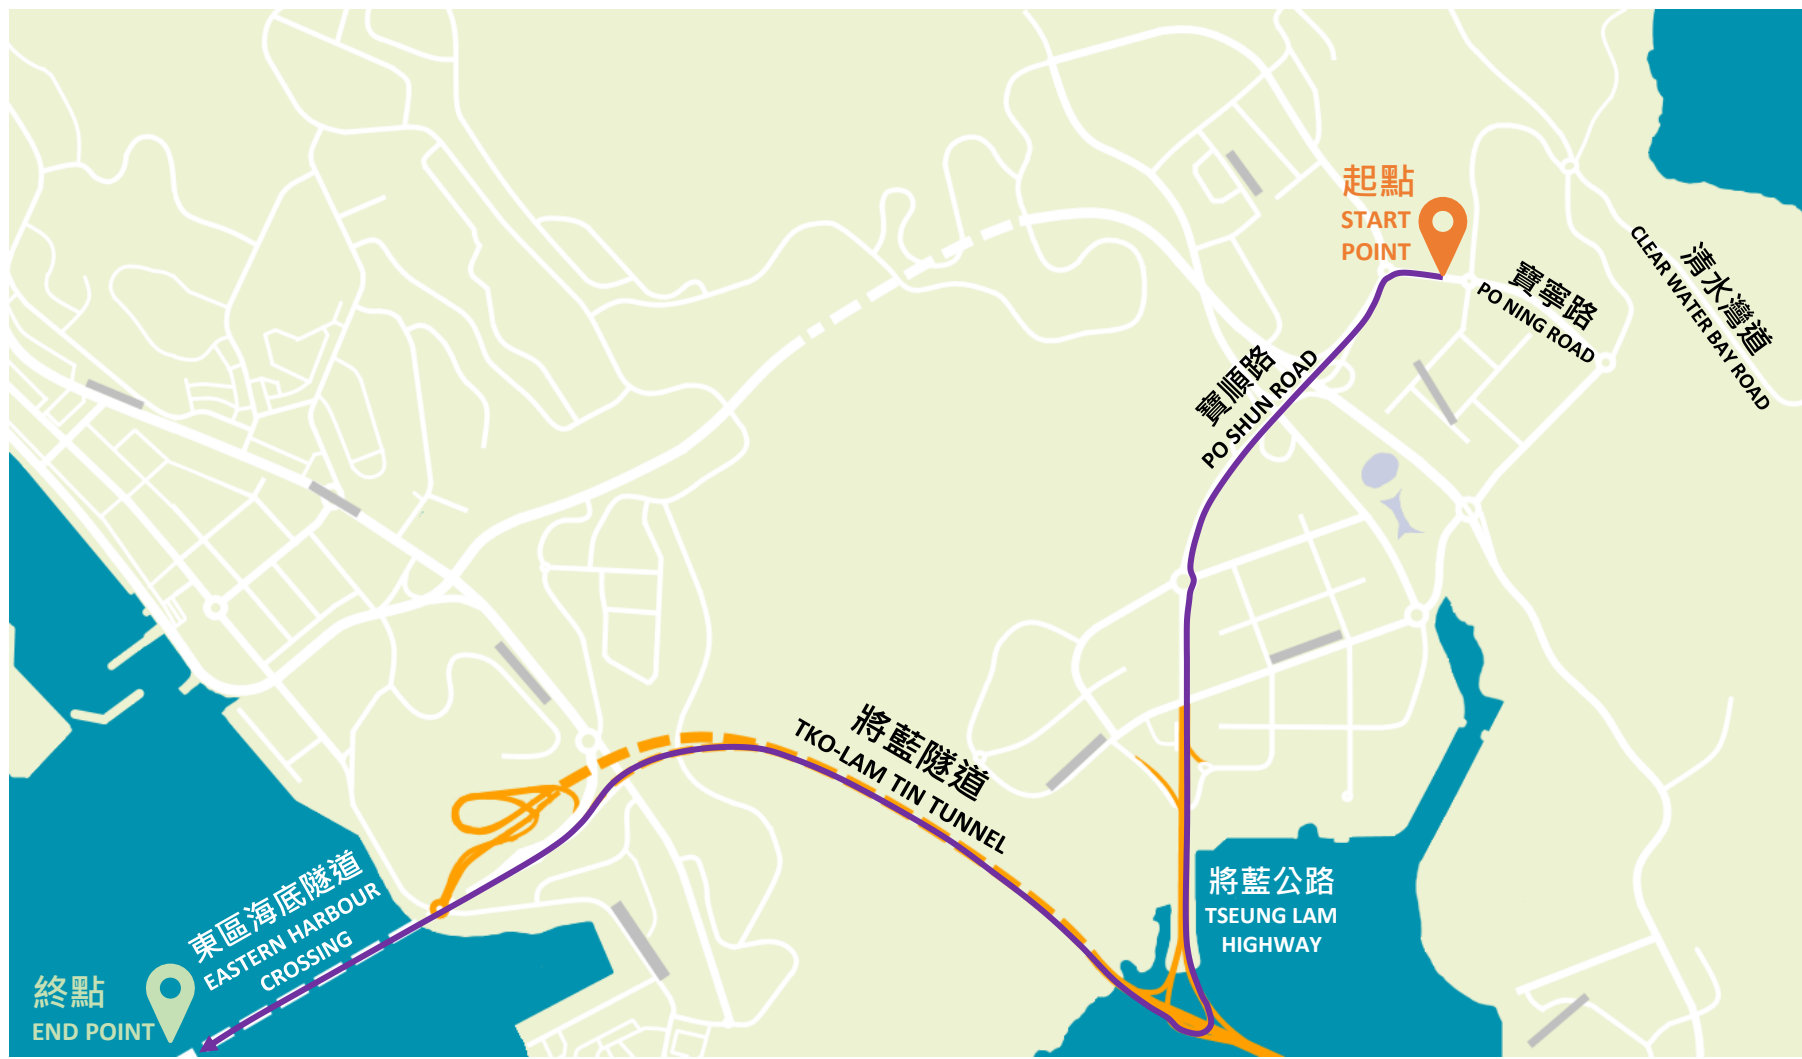 起點
START
POINT
清水灣道
CLEAR WATER BAY ROAD
寶寧路
PO NING ROAD
寶順路
PO SHUN ROAD
將藍隧道
TKO-LAM TIN TUNNEL
將藍公路
TSEUNG LAM
HIGHWAY
東區海底隧道
EASTERN HARBOUR
CROSSING
終點
END POINT